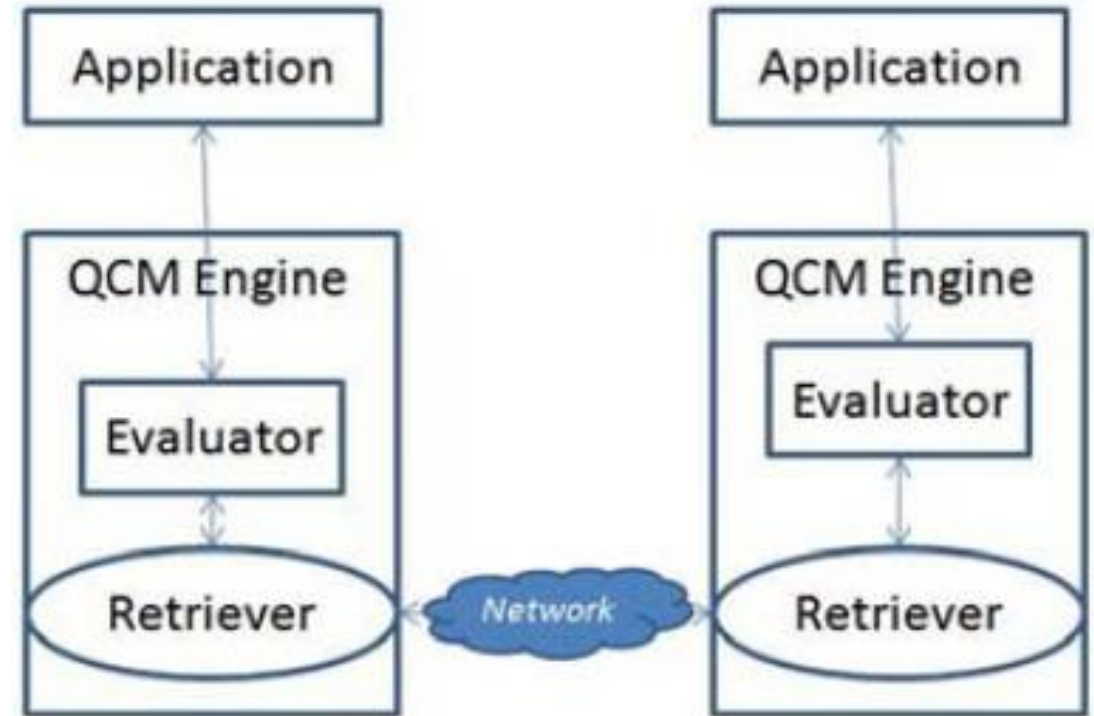 Application
Application
QCM Engine
QCM Engine
Evaluator
Evaluator
Retriever
Network
Retriever